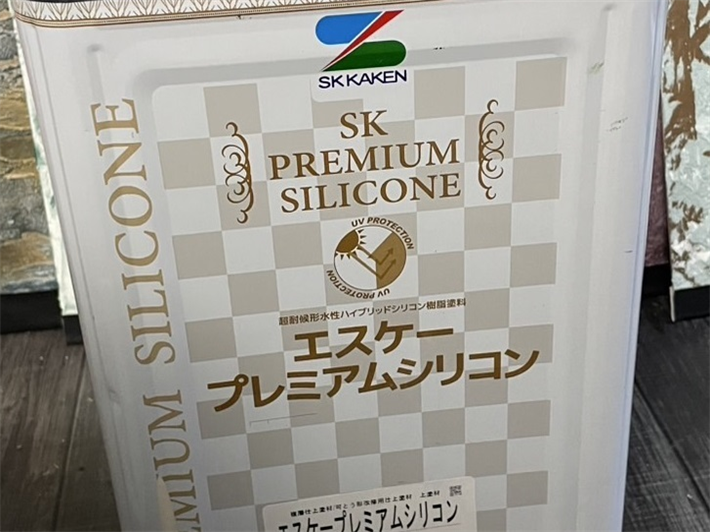 SK KAKEN
SK
PREMIUM
SILICONE
UV PROTECTION
UV PROTECTION
超耐候形水性ハイブリッドシリコン樹脂塗料
エスケー
プレミアムシリコン
PREMIUM SILICONE
エスケープレミアムシリコン